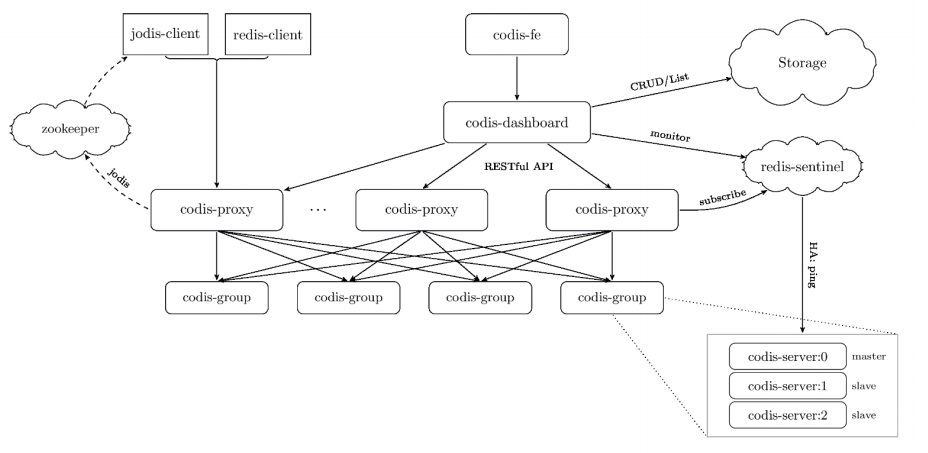 jodis-client
redis-client
codis-fe
Storage
CRUD/List
zookeeper
codis-dashboard
monitor
RESTful API
redis-sentinel
jodis
subscribe
codis-proxy
...
codis-proxy
codis-proxy
HA: ping
codis-group
codis-group
codis-group
codis-group
codis-server:0 master
codis-server:1 slave
codis-server:2 slave